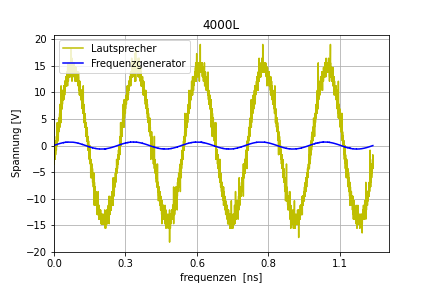 4000L
Lautsprecher
Frequenzgenerator
Spannung [V]
20
15
10
5
0
−5
−10
−15
−20
0.0 0.3 0.6 0.8 1.1
frequenzen [ns]